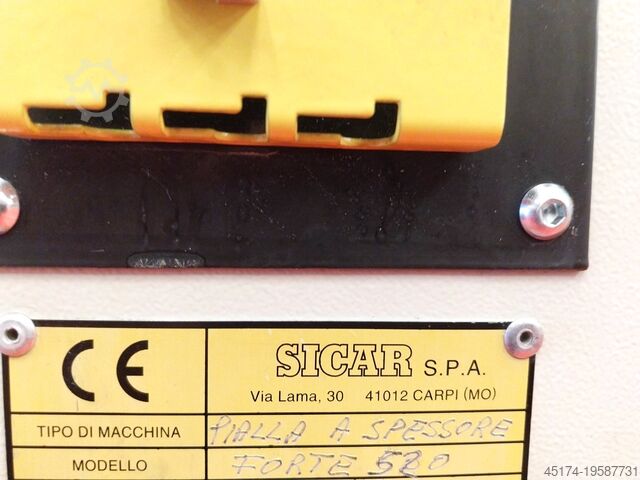 CE
SICAR S.P.A.
Via Lama, 30 41012 CARPI (MO)
TIPO DI MACCHINA PIALLA A SPESSORE
MODELLO FORTE 520
45174-19587731